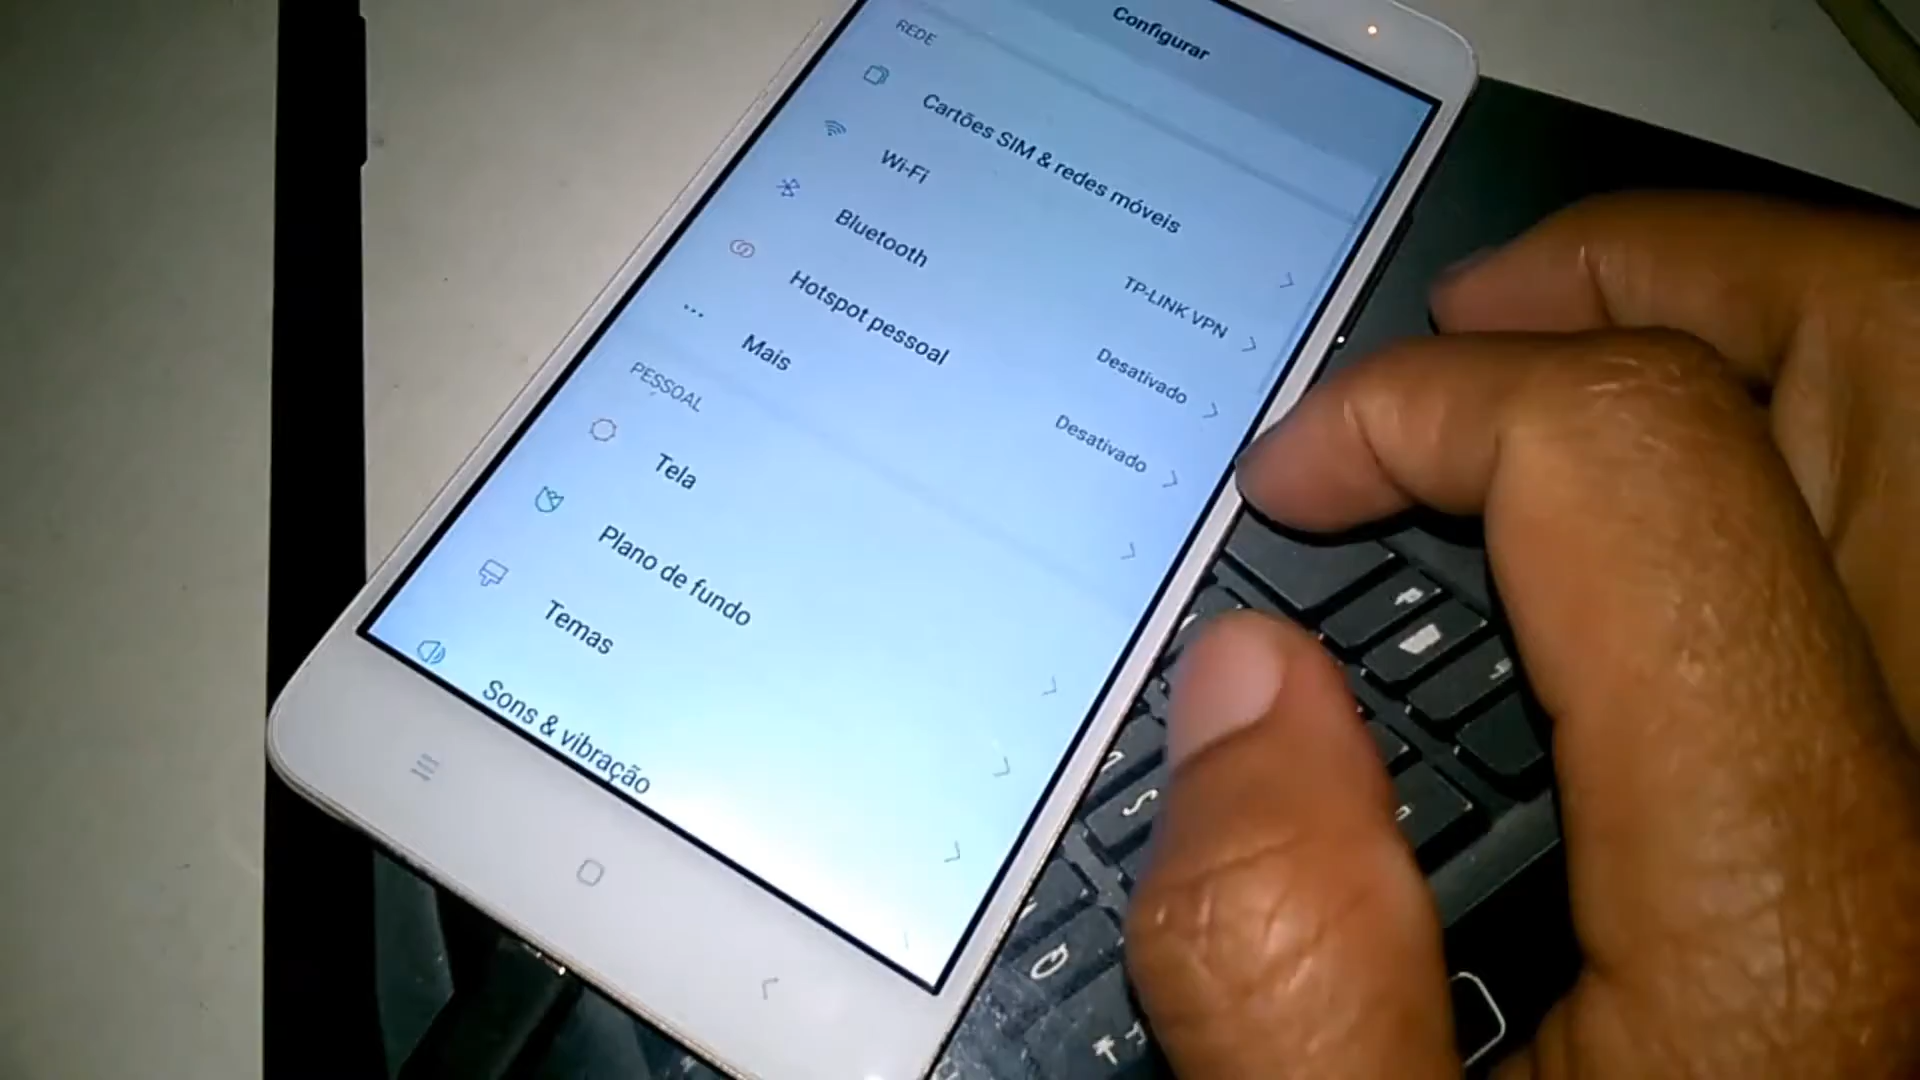 Configurar
REDE
Cartões SIM & redes móveis
Wi-Fi
TP-LINK VPN
Bluetooth
Desativado
Hotspot pessoal
Desativado
Mais
PESSOAL
Tela
Plano de fundo
Temas
Sons & vibração
Q